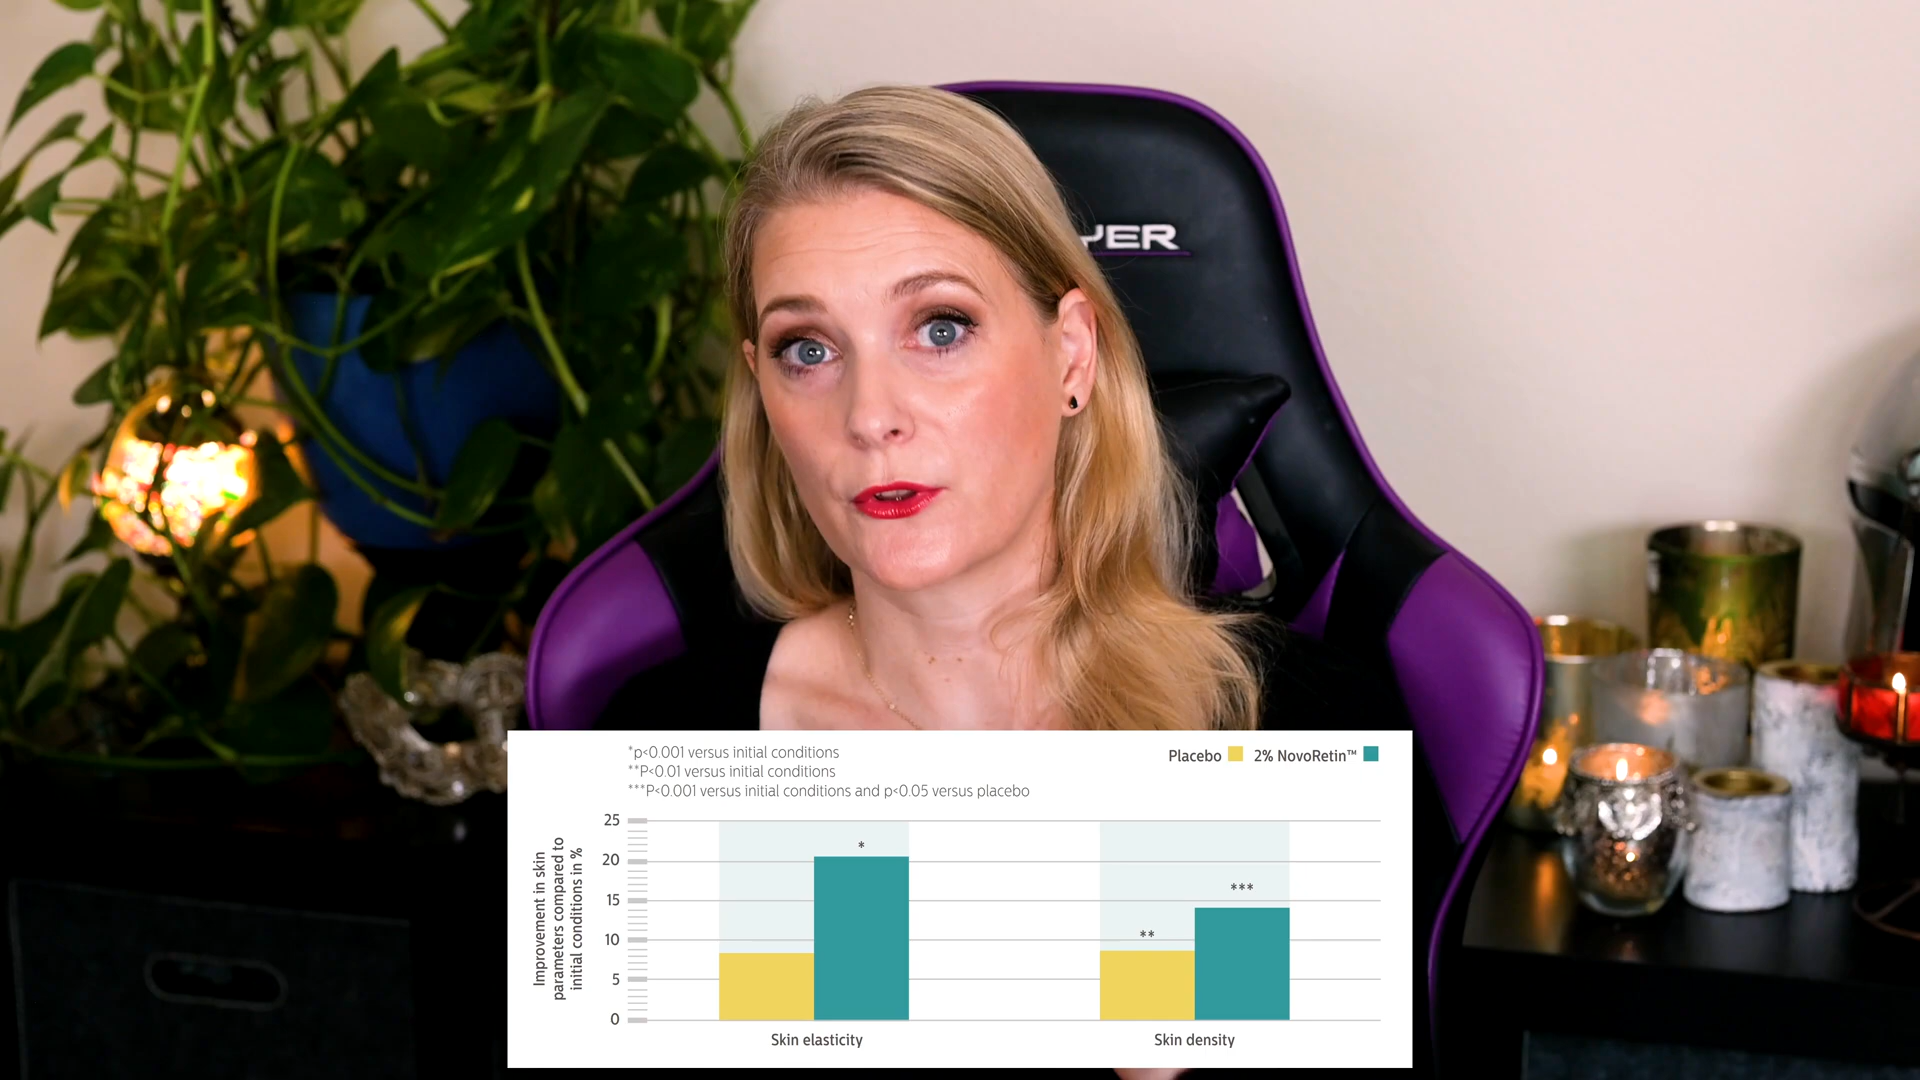 YER
*p<0.001 versus initial conditions
**P<0.01 versus initial conditions
***P<0.001 versus initial conditions and p<0.05 versus placebo
Placebo 2% NovoRetin™
Improvement in skin
parameters compared to
initial conditions in %
25
20
15
10
5
0
*
**
***
Skin elasticity
Skin density